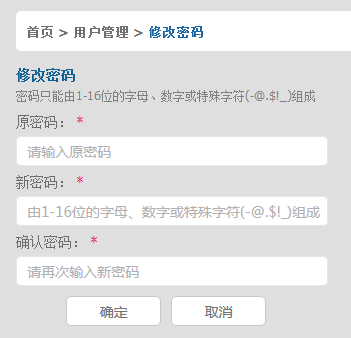 首页 > 用户管理 > 修改密码
修改密码
密码只能由1-16位的字母、数字或特殊字符(-@.$!_)组成
原密码： *
请输入原密码
新密码： *
由1-16位的字母、数字或特殊字符(-@.$!_)组成
确认密码： *
请再次输入新密码
确定 取消